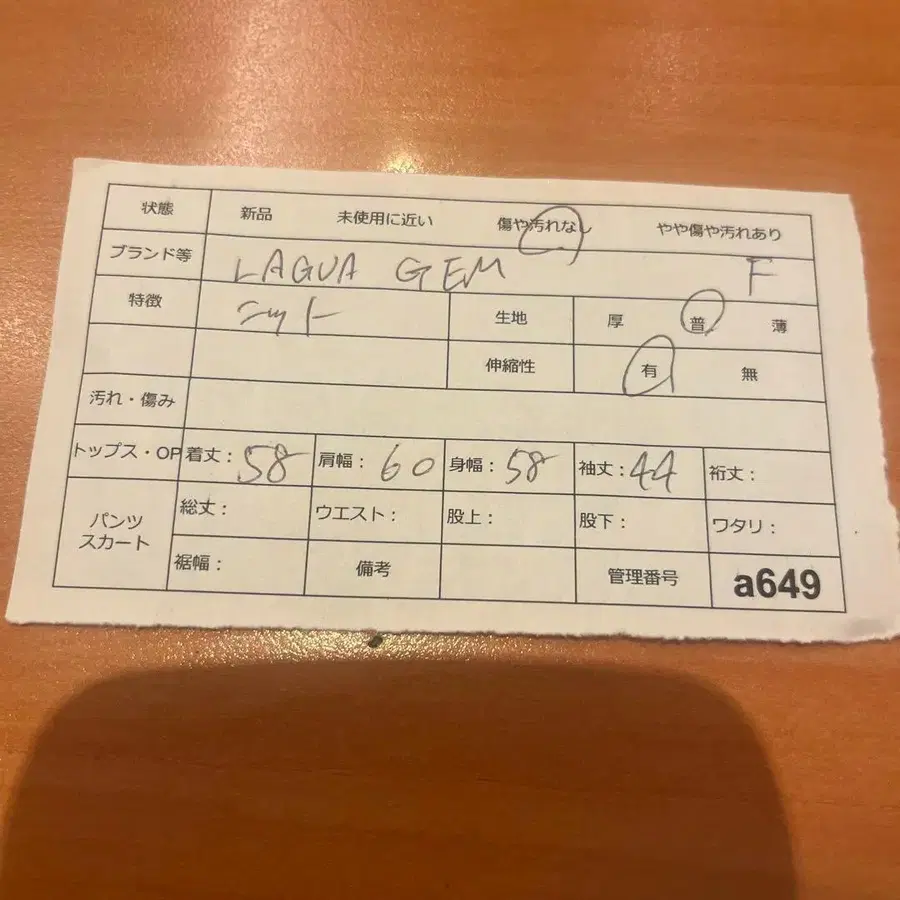 状態 新品 未使用に近い 傷や汚れなし やや傷や汚れあり
ブランド等 LAGUA GEM F
特徴 ニット 生地 厚 普 薄
伸縮性 有 無
汚れ・傷み
トップス・OP 着丈: 58 肩幅: 60 身幅: 58 袖丈: 44 裄丈:
パンツ スカート 総丈: ウエスト: 股上: 股下: ワタリ:
裾幅: 備考 管理番号 a649